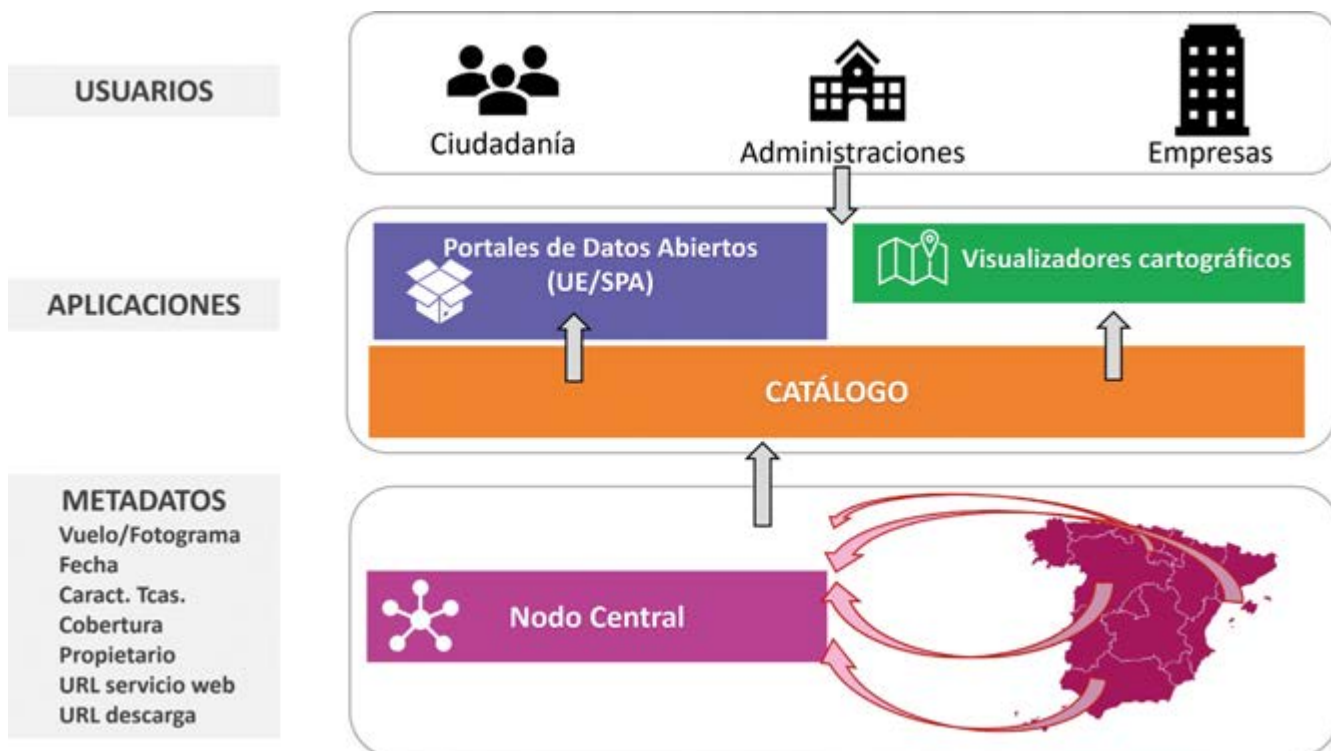 USUARIOS
Ciudadanía
Administraciones
Empresas
APLICACIONES
Portales de Datos Abiertos
(UE/SPA)
Visualizadores cartográficos
CATÁLOGO
METADATOS
Vuelo/Fotograma
Fecha
Caract. Tcas.
Cobertura
Propietario
URL servicio web
URL descarga
Nodo Central